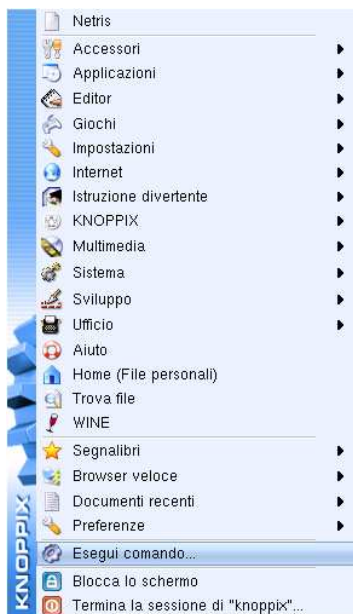 Netris
Accessori
Applicazioni
Editor
Giochi
Impostazioni
Internet
Istruzione divertente
KNOPPIX
Multimedia
Sistema
Sviluppo
Ufficio
Aiuto
Home (File personali)
Trova file
WINE
Segnalibri
Browser veloce
Documenti recenti
Preferenze
Esegui comando...
Blocca lo schermo
Termina la sessione di "knoppix"...
KNOPPIX